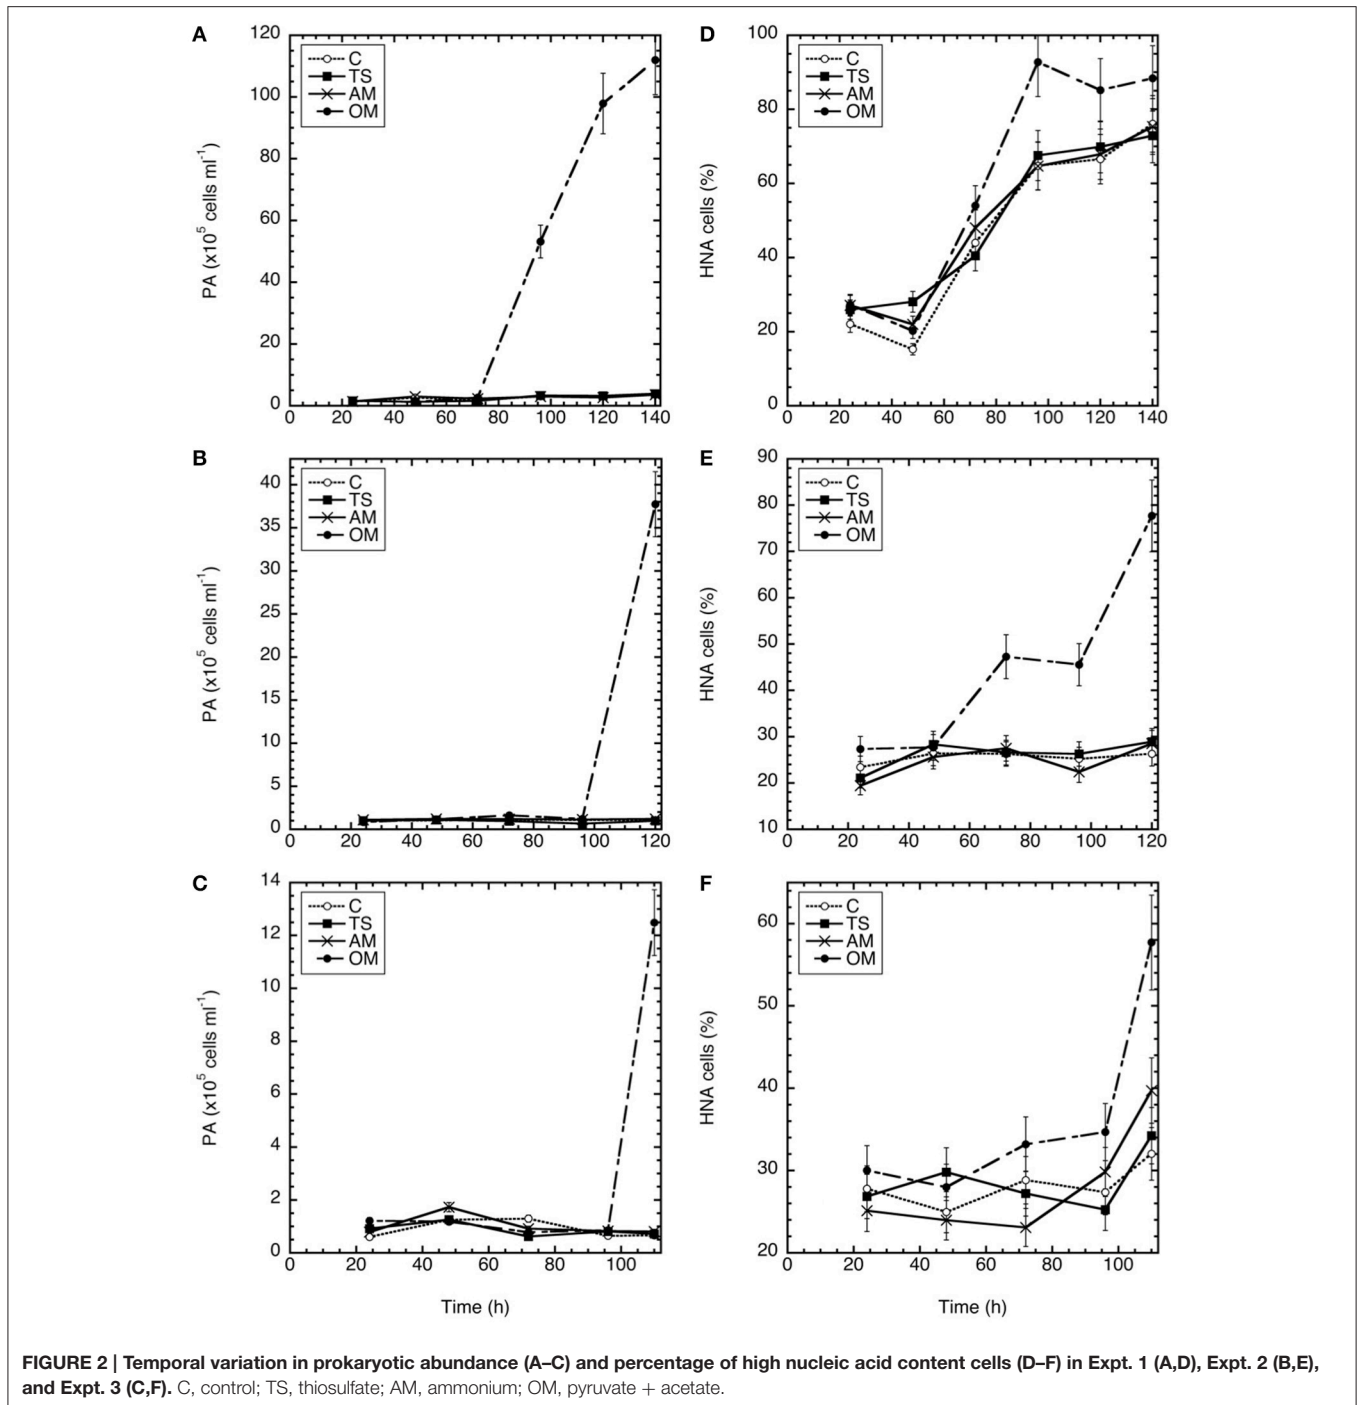 A
120
100
80
60
40
20
0
PA (x10⁵ cells ml⁻¹)
C
TS
AM
OM
0 20 40 60 80 100 120 140
D
100
80
60
40
20
0
HNA cells (%)
C
TS
AM
OM
0 20 40 60 80 100 120 140
B
40
35
30
25
20
15
10
5
0
PA (x10⁵ cells ml⁻¹)
C
TS
AM
OM
0 20 40 60 80 100 120
E
90
80
70
60
50
40
30
20
10
HNA cells (%)
C
TS
AM
OM
0 20 40 60 80 100 120
C
14
12
10
8
6
4
2
0
PA (x10⁵ cells ml⁻¹)
C
TS
AM
OM
0 20 40 60 80 100
Time (h)
F
60
50
40
30
20
HNA cells (%)
C
TS
AM
OM
0 20 40 60 80 100
Time (h)
FIGURE 2 | Temporal variation in prokaryotic abundance (A–C) and percentage of high nucleic acid content cells (D–F) in Expt. 1 (A,D), Expt. 2 (B,E),
and Expt. 3 (C,F). C, control; TS, thiosulfate; AM, ammonium; OM, pyruvate + acetate.